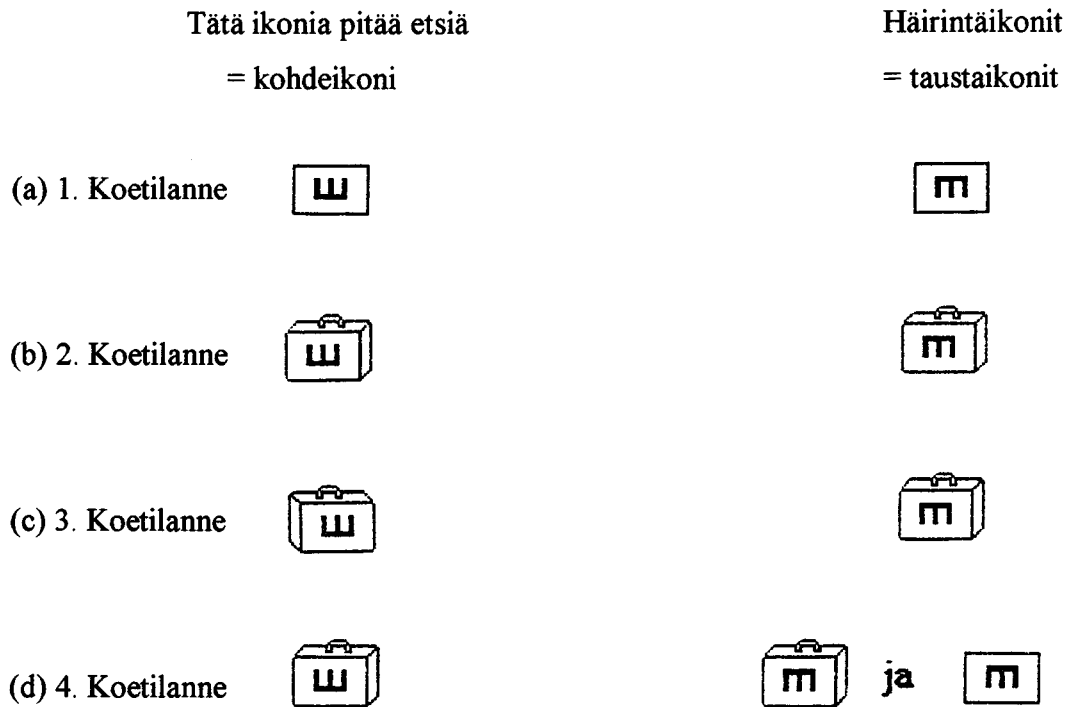 Tätä ikonia pitää etsiä
= kohdeikoni
Häirintäikonit
= taustaikonit
(a) 1. Koetilanne Ш m
(b) 2. Koetilanne Ш m
(c) 3. Koetilanne Ш m
(d) 4. Koetilanne Ш m ja m